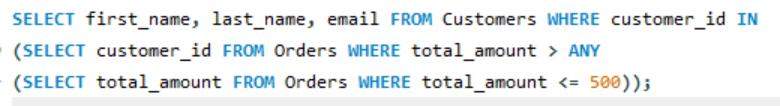 SELECT first_name, last_name, email FROM Customers WHERE customer_id IN
(SELECT customer_id FROM Orders WHERE total_amount > ANY
(SELECT total_amount FROM Orders WHERE total_amount <= 500));